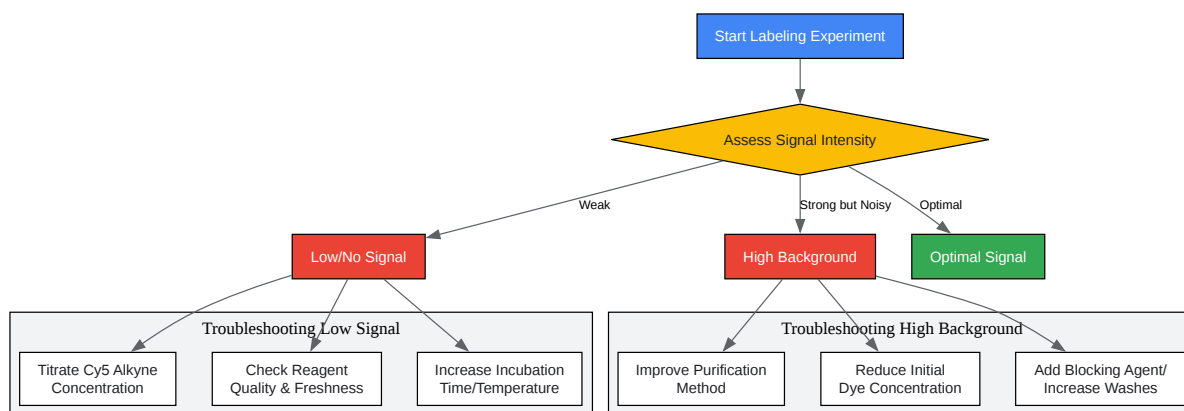 Start Labeling Experiment
Assess Signal Intensity
Weak
Strong but Noisy
Optimal
Low/No Signal
High Background
Optimal Signal
Troubleshooting Low Signal
Troubleshooting High Background
Titrate Cy5 Alkyne
Concentration
Check Reagent
Quality & Freshness
Increase Incubation
Time/Temperature
Improve Purification
Method
Reduce Initial
Dye Concentration
Add Blocking Agent/
Increase Washes